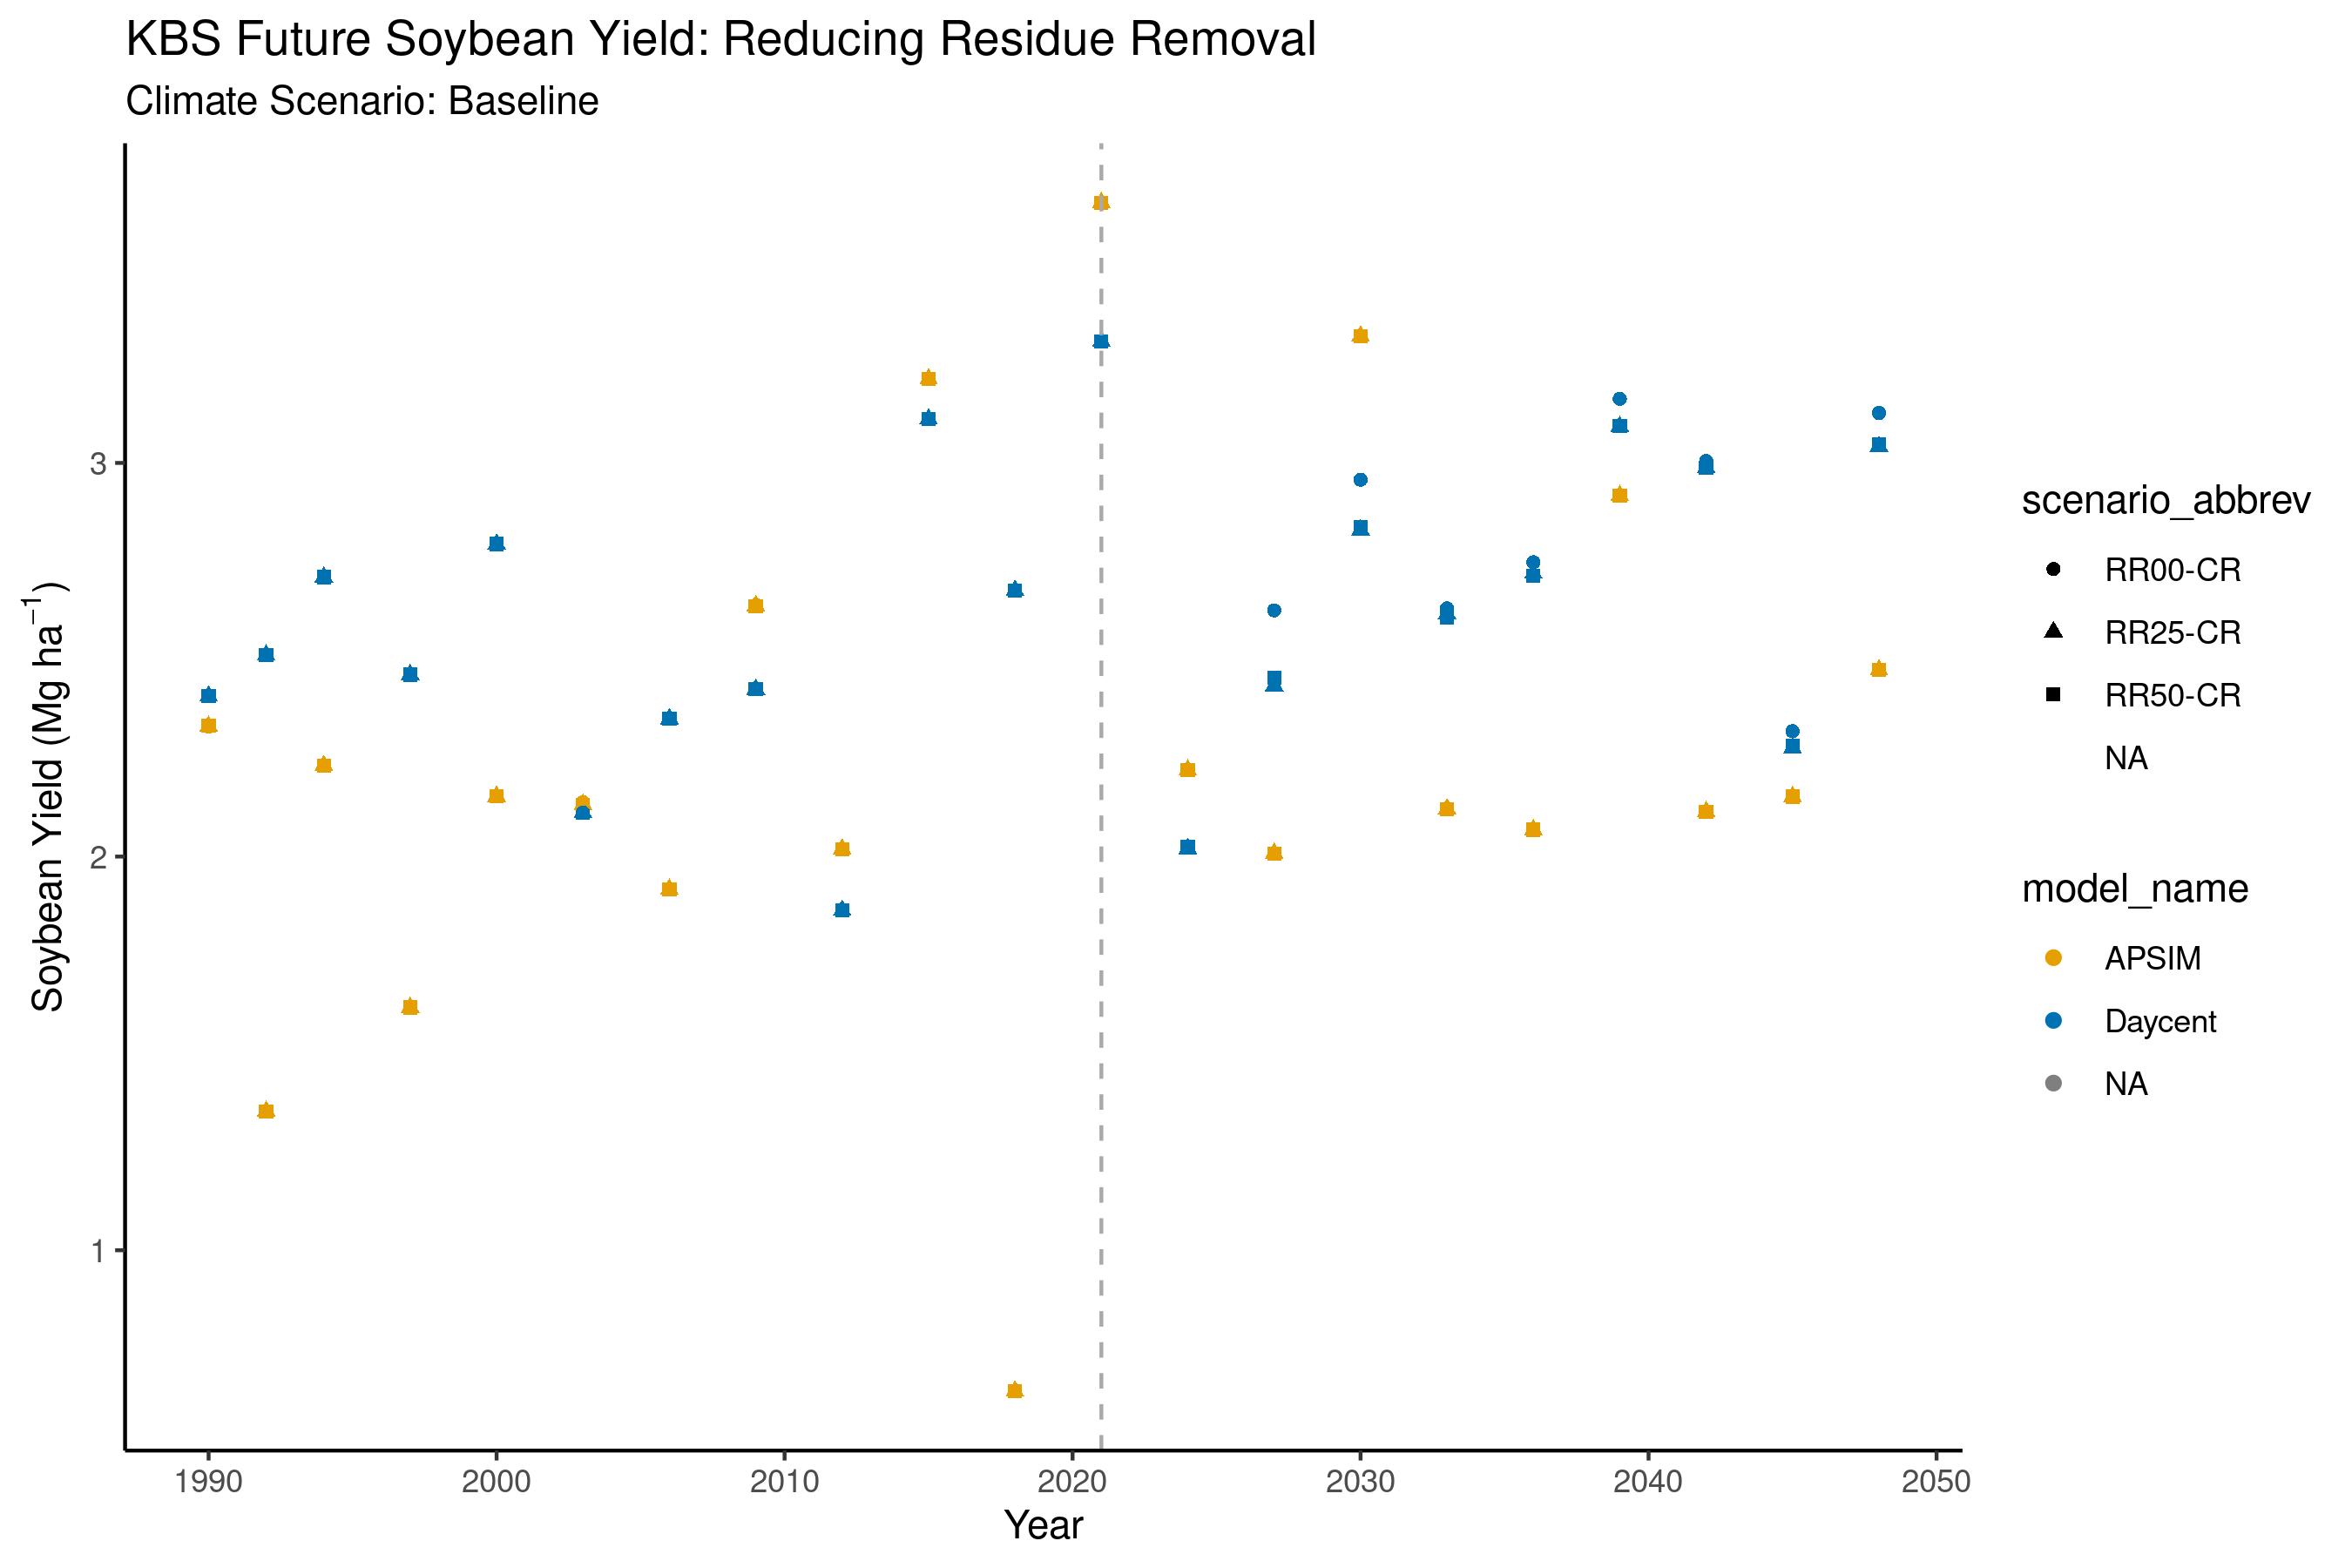 KBS Future Soybean Yield: Reducing Residue Removal
Climate Scenario: Baseline
Soybean Yield (Mg ha⁻¹)
3
2
1
1990 2000 2010 2020 2030 2040 2050
Year
scenario_abbrev
RR00-CR
RR25-CR
RR50-CR
NA
model_name
APSIM
Daycent
NA